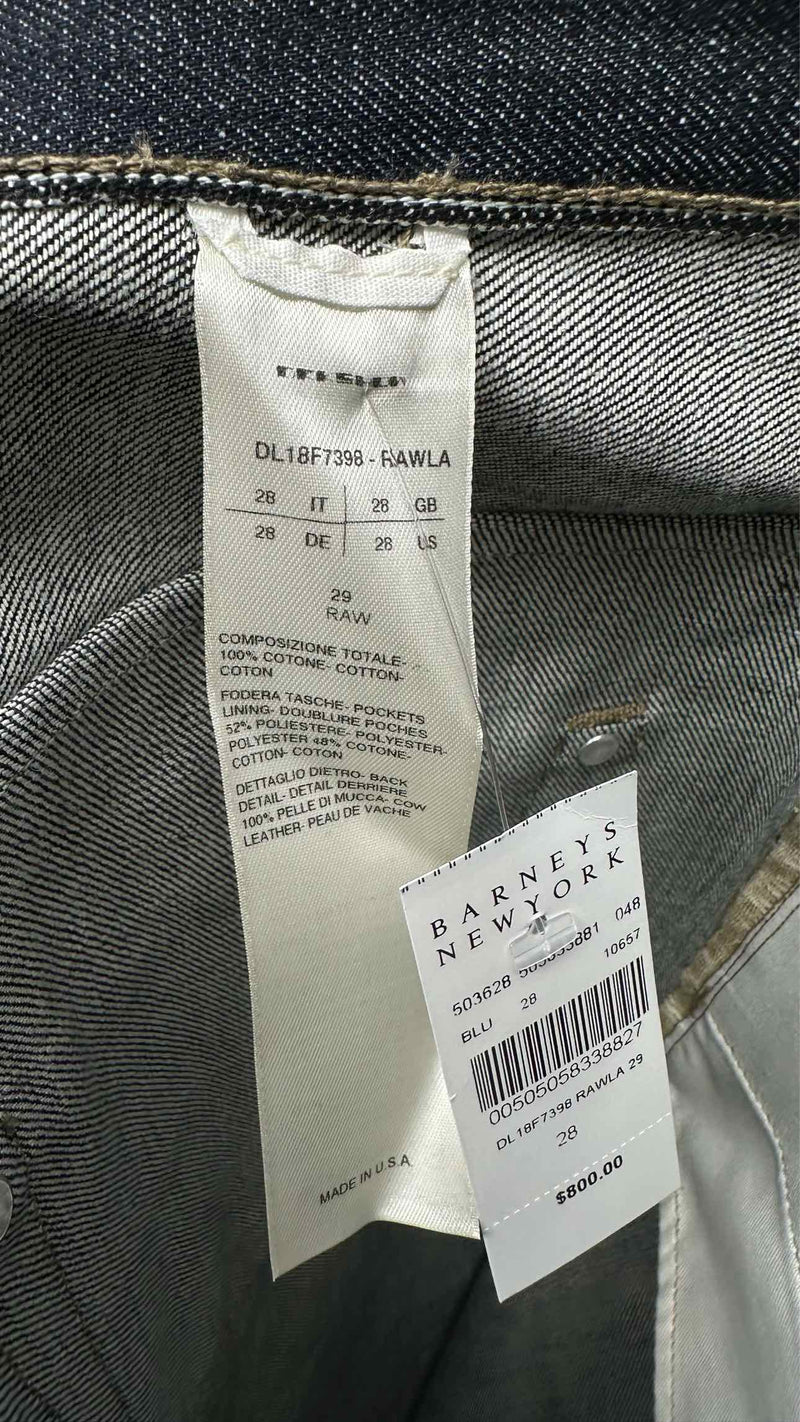 DL18F7398 - RAWLA
28 IT 28 GB
28 DE 28 US
29
RAW
COMPOSIZIONE TOTALE-
100% COTONE- COTTON-
COTON
FODERA TASCHE- POCKETS
LINING- DOUBLURE POCHES
52% POLIESTERE- POLYESTER-
POLYESTER 48% COTONE-
COTTON- COTON
DETTAGLIO DIETRO- BACK
DETAIL- DETAIL DERRIERE
100% PELLE DI MUCCA- COW
LEATHER- PEAU DE VACHE
MADE IN U.S.A
BARNEYS
NEWYORK
503628 048
BLU 28 10657
00505058338827
DL18F7398 RAWLA 29
28
$800.00